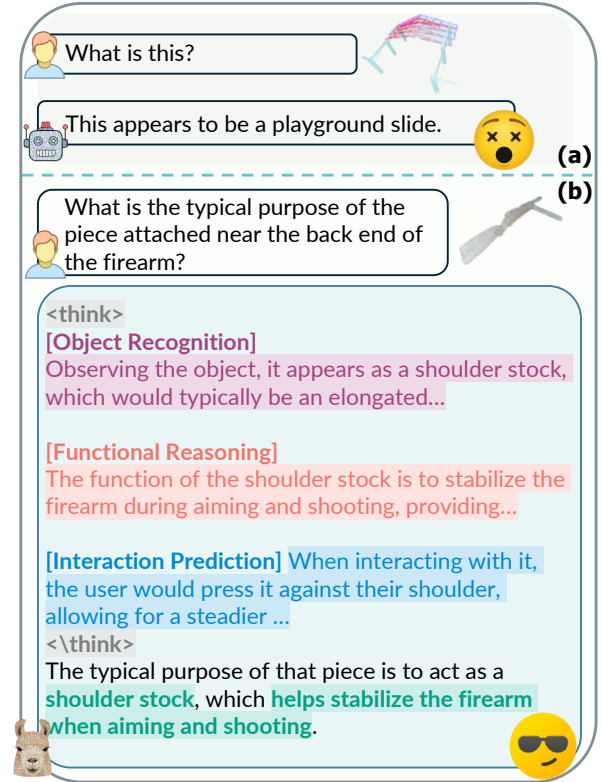 What is this?
This appears to be a playground slide.
(a)
(b)
What is the typical purpose of the
piece attached near the back end of
the firearm?
<think>
[Object Recognition]
Observing the object, it appears as a shoulder stock,
which would typically be an elongated...
[Functional Reasoning]
The function of the shoulder stock is to stabilize the
firearm during aiming and shooting, providing...
[Interaction Prediction] When interacting with it,
the user would press it against their shoulder,
allowing for a steadier ...
<\think>
The typical purpose of that piece is to act as a
shoulder stock, which helps stabilize the firearm
when aiming and shooting.